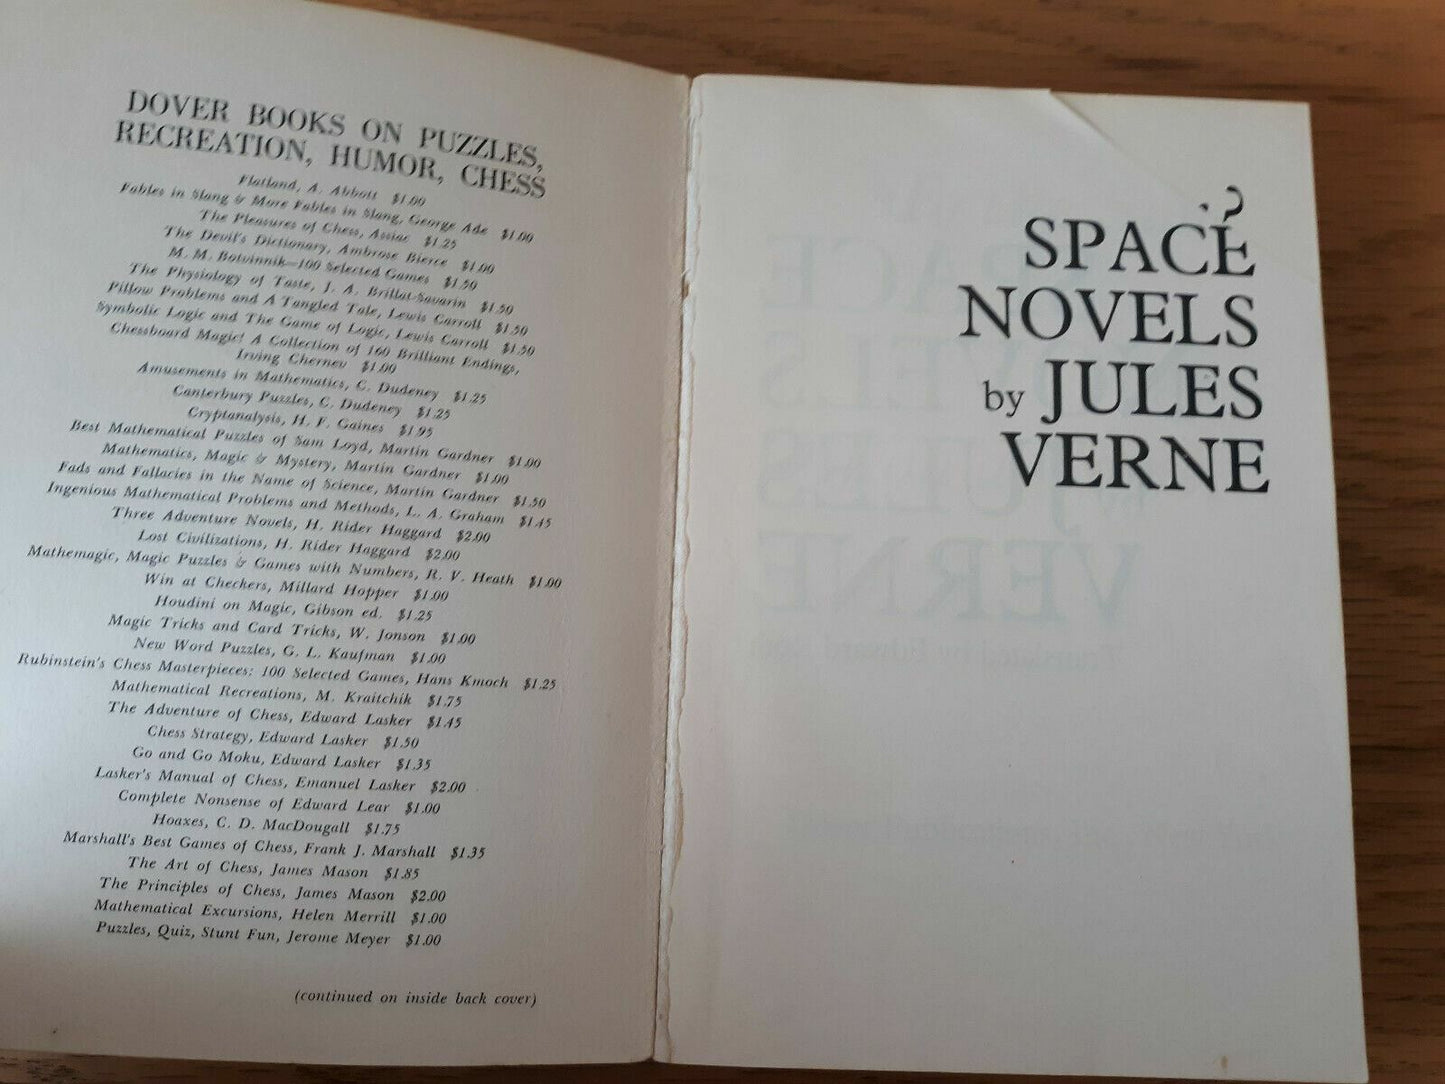 DOVER BOOKS ON PUZZLES,
RECREATION, HUMOR, CHESS
Flatland, A. Abbott $1.00
Fables in Slang & More Fables in Slang, George Ade $1.00
The Pleasures of Chess, Assiac $1.25
The Devil's Dictionary, Ambrose Bierce $1.00
M. M. Botvinnik—100 Selected Games $1.50
The Physiology of Taste, J. A. Brillat-Savarin $1.50
Pillow Problems and A Tangled Tale, Lewis Carroll $1.50
Symbolic Logic and The Game of Logic, Lewis Carroll $1.50
Chessboard Magic! A Collection of 160 Brilliant Endings,
Irving Chernev $1.00
Amusements in Mathematics, C. Dudeney $1.25
Canterbury Puzzles, C. Dudeney $1.25
Cryptanalysis, H. F. Gaines $1.95
Best Mathematical Puzzles of Sam Loyd, Martin Gardner $1.00
Mathematics, Magic & Mystery, Martin Gardner $1.00
Fads and Fallacies in the Name of Science, Martin Gardner $1.50
Ingenious Mathematical Problems and Methods, L. A. Graham $1.45
Three Adventure Novels, H. Rider Haggard $2.00
Lost Civilizations, H. Rider Haggard $2.00
Mathemagic, Magic Puzzles & Games with Numbers, R. V. Heath $1.00
Win at Checkers, Millard Hopper $1.00
Houdini on Magic, Gibson ed. $1.25
Magic Tricks and Card Tricks, W. Jonson $1.00
New Word Puzzles, G. L. Kaufman $1.00
Rubinstein's Chess Masterpieces: 100 Selected Games, Hans Kmoch $1.25
Mathematical Recreations, M. Kraitchik $1.75
The Adventure of Chess, Edward Lasker $1.45
Chess Strategy, Edward Lasker $1.50
Go and Go Moku, Edward Lasker $1.35
Lasker's Manual of Chess, Emanuel Lasker $2.00
Complete Nonsense of Edward Lear $1.00
Hoaxes, C. D. MacDougall $1.75
Marshall's Best Games of Chess, Frank J. Marshall $1.35
The Art of Chess, James Mason $1.85
The Principles of Chess, James Mason $2.00
Mathematical Excursions, Helen Merrill $1.00
Puzzles, Quiz, Stunt Fun, Jerome Meyer $1.00
(continued on inside back cover)
SPACE
NOVELS
by JULES
VERNE